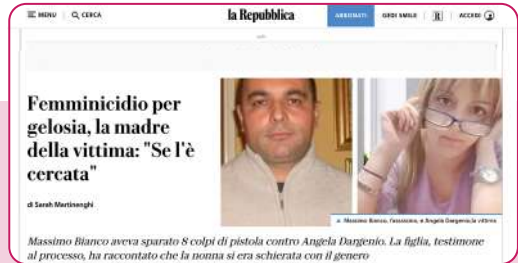 MENU CERCA la Repubblica ABBONATI GEDI SMILE R ACCEDI
Femminicidio per
gelosia, la madre
della vittima: "Se l'è
cercata"
di Sarah Martinenghi
Massimo Bianco, l'assassino, e Angela Dargenio, la vittima
Massimo Bianco aveva sparato 8 colpi di pistola contro Angela Dargenio. La figlia, testimone
al processo, ha raccontato che la nonna si era schierata con il genero